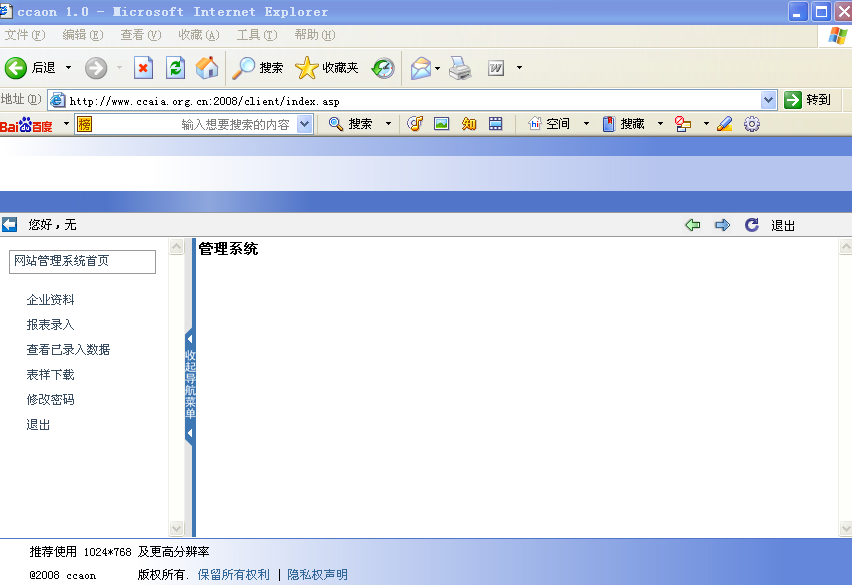 ccaon 1.0 - Microsoft Internet Explorer
文件(F) 编辑(E) 查看(V) 收藏(A) 工具(T) 帮助(H)
后退 搜索 收藏夹 W
地址(D) http://www.ccaia.org.cn:2008/client/index.asp 转到
Bai百度 榜 输入想要搜索的内容 搜索 知 hi 空间 搜藏
您好,无 退出
网站管理系统首页
企业资料
报表录入
查看已录入数据
表样下载
修改密码
退出
收起导航菜单
管理系统
推荐使用 1024*768 及更高分辨率
@2008 ccaon 版权所有. 保留所有权利 | 隐私权声明